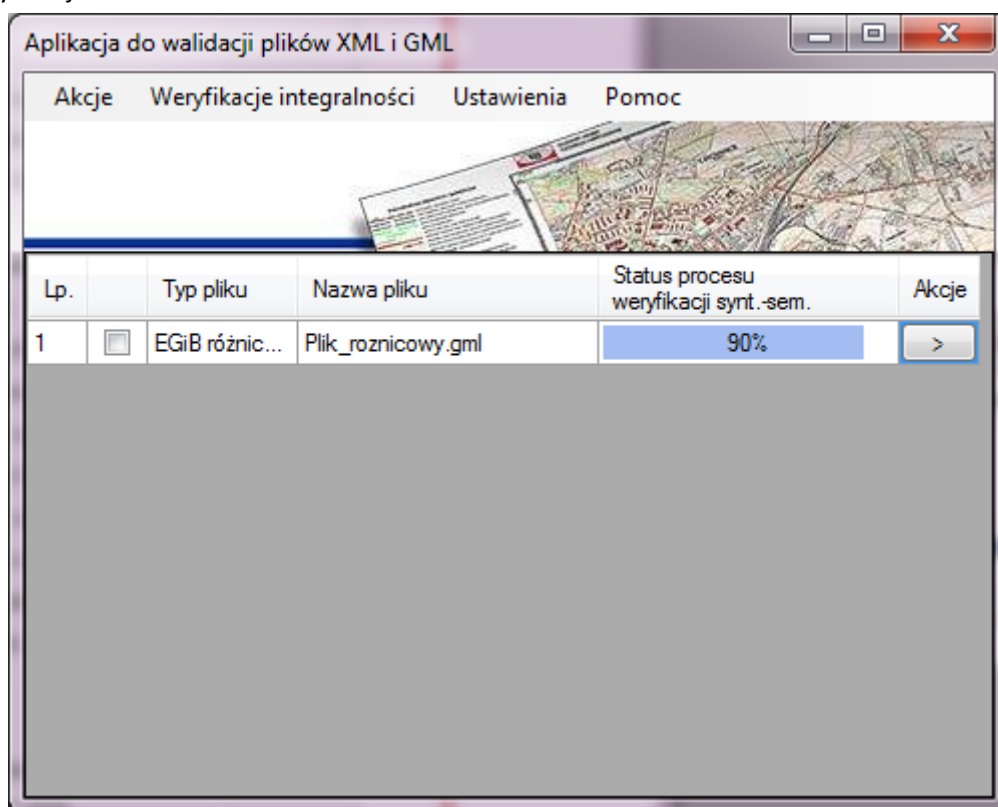 Aplikacja do walidacji plików XML i GML
Akcje Weryfikacje integralności Ustawienia Pomoc
Lp. Typ pliku Nazwa pliku Status procesu weryfikacji synt.-sem. Akcje
1 EGiB różnic... Plik_roznicowy.gml 90% >